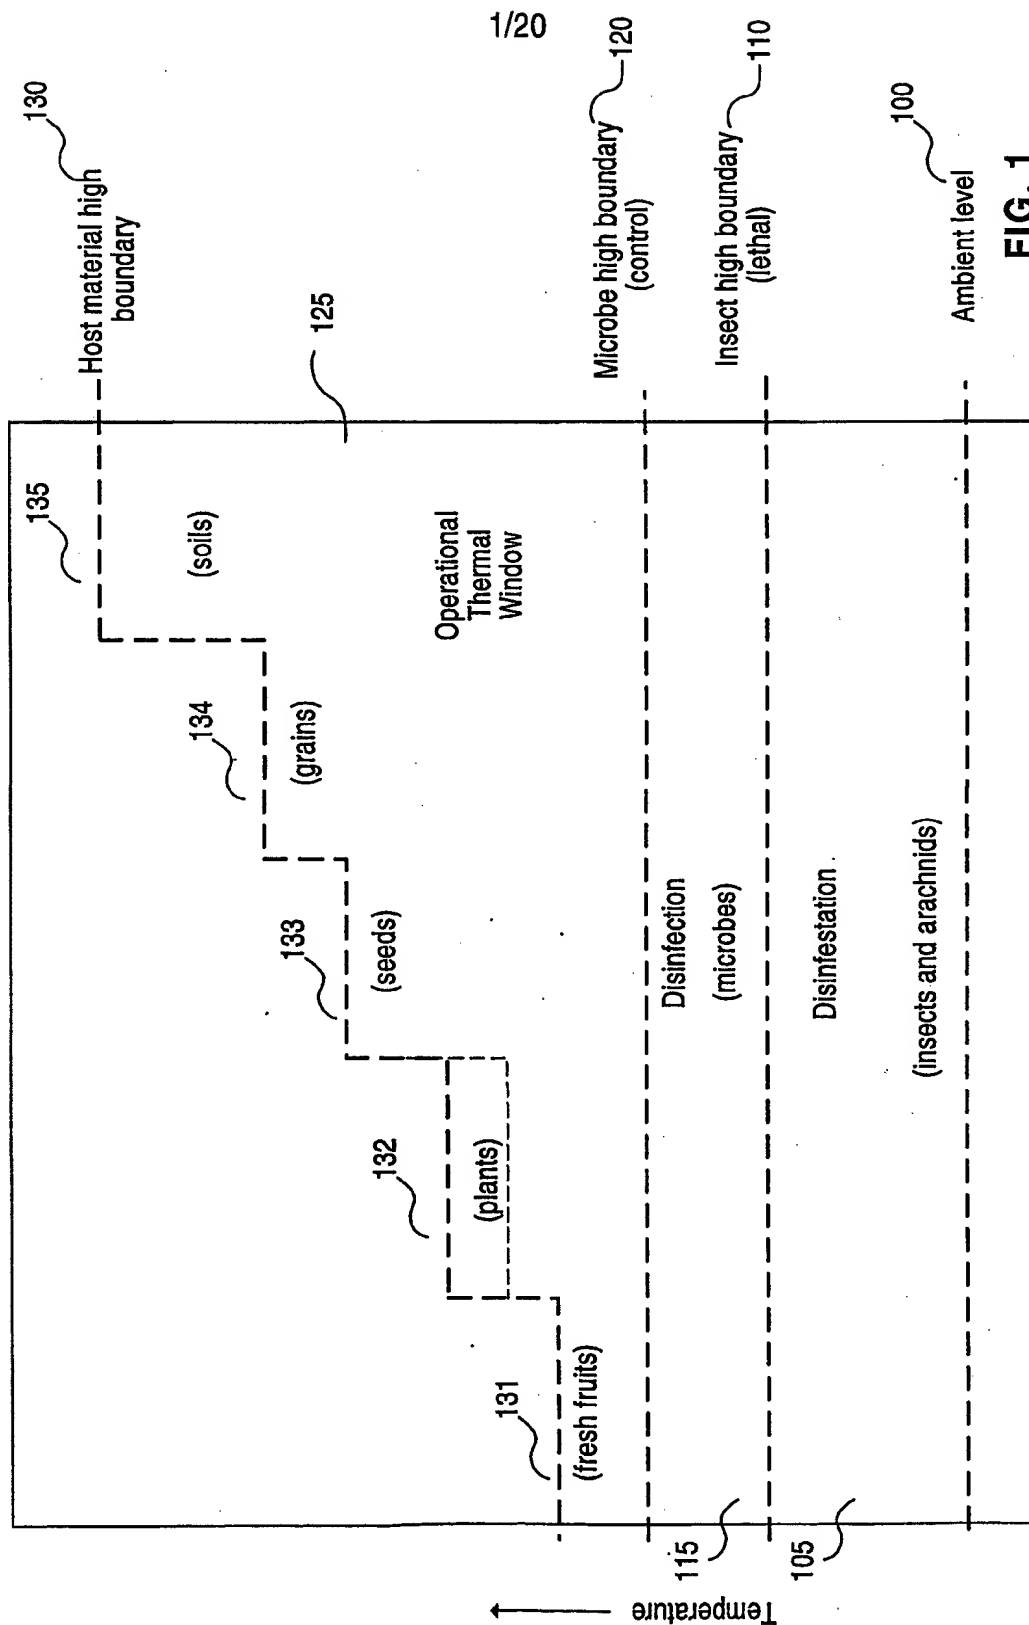 1/20
130
Host material high
boundary
135
(soils)
125
134
(grains)
Operational
Thermal
Window
133
(seeds)
132
(plants)
131
(fresh fruits)
Microbe high boundary
(control)
120
Disinfection
(microbes)
115
Insect high boundary
(lethal)
110
Disinfestation
105
(insects and arachnids)
Ambient level
100
Temperature
FIG. 1